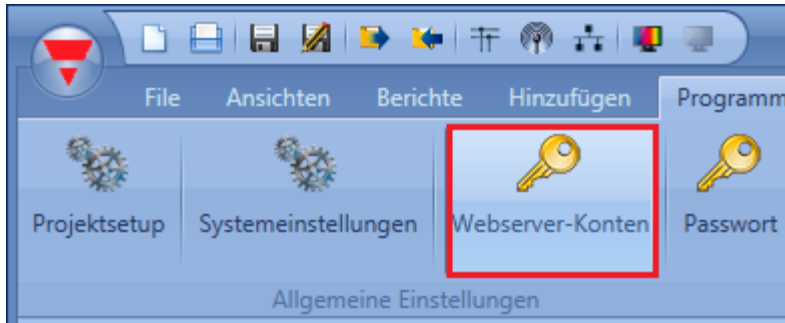 File Ansichten Berichte Hinzufügen Programm
Projektsetup Systemeinstellungen Webserver-Konten Passwort
Allgemeine Einstellungen